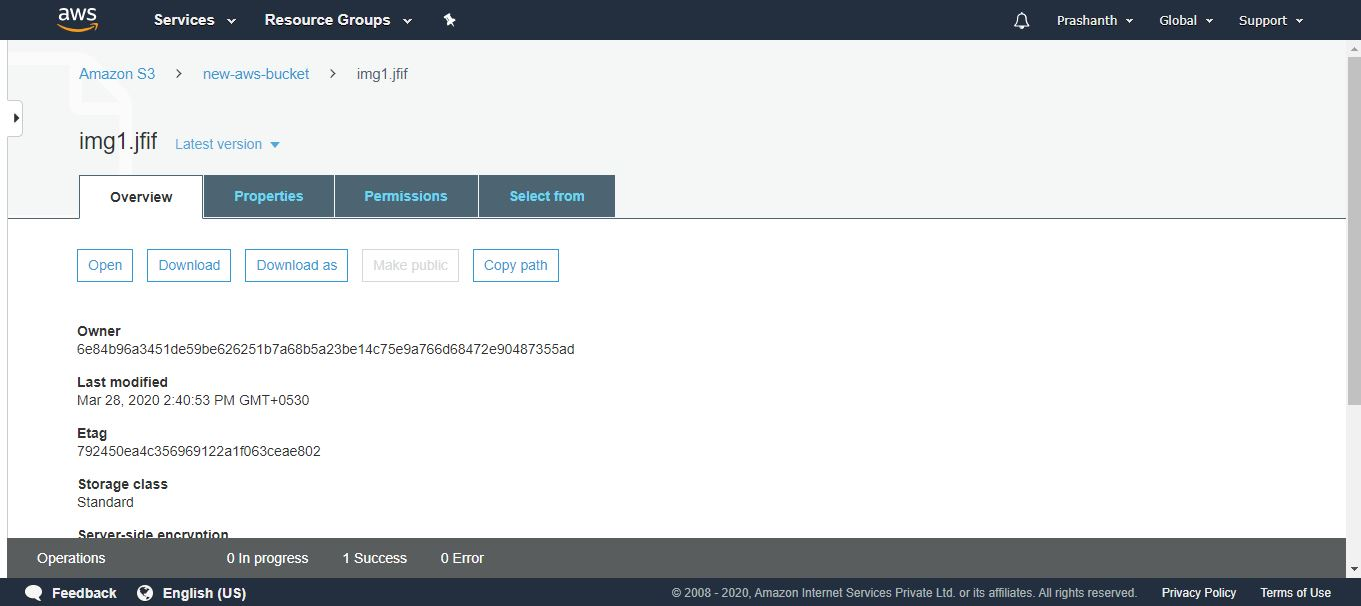 aws Services Resource Groups Prashanth Global Support
Amazon S3 > new-aws-bucket > img1.jfif
img1.jfif Latest version
Overview Properties Permissions Select from
Open Download Download as Make public Copy path
Owner
6e84b96a3451de59be626251b7a68b5a23be14c75e9a766d68472e90487355ad
Last modified
Mar 28, 2020 2:40:53 PM GMT+0530
Etag
792450ea4c356969122a1f063ceae802
Storage class
Standard
Server-side encryption
Operations 0 In progress 1 Success 0 Error
Feedback English (US) © 2008 - 2020, Amazon Internet Services Private Ltd. or its affiliates. All rights reserved. Privacy Policy Terms of Use